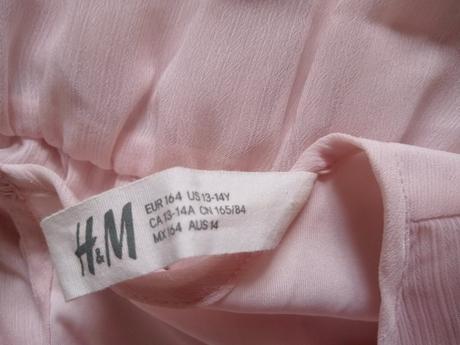 H&M
EUR 164 US 13-14Y
CA 13-14A CN 165/84
MX 164 AUS 14